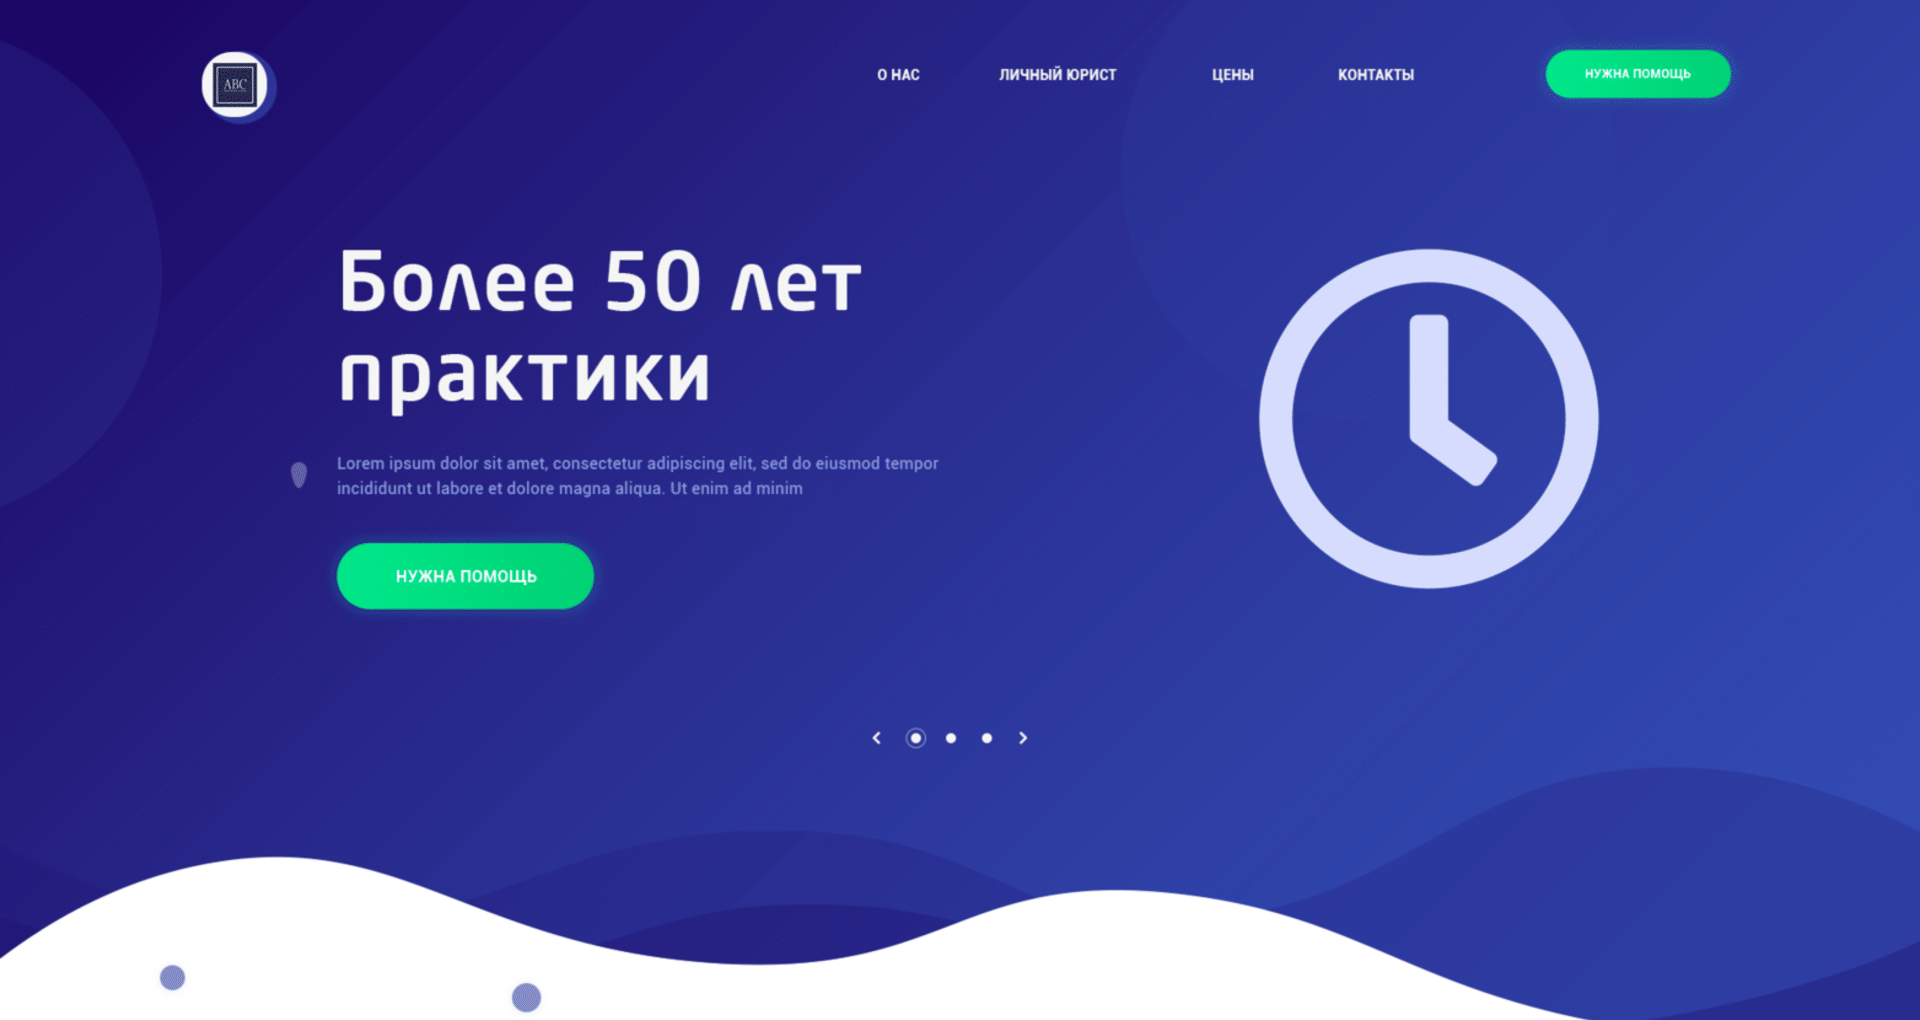 ABC
О НАС
ЛИЧНЫЙ ЮРИСТ
ЦЕНЫ
КОНТАКТЫ
НУЖНА ПОМОЩЬ
Более 50 лет
практики
Lorem ipsum dolor sit amet, consectetur adipiscing elit, sed do eiusmod tempor
incididunt ut labore et dolore magna aliqua. Ut enim ad minim
НУЖНА ПОМОЩЬ